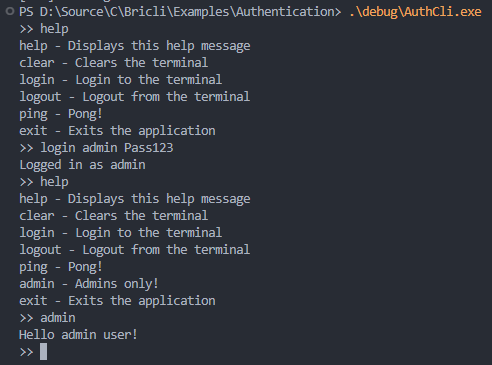 PS D:\Source\C\Bricli\Examples\Authentication> .\debug\AuthCli.exe
>> help
help - Displays this help message
clear - Clears the terminal
login - Login to the terminal
logout - Logout from the terminal
ping - Pong!
exit - Exits the application
>> login admin Pass123
Logged in as admin
>> help
help - Displays this help message
clear - Clears the terminal
login - Login to the terminal
logout - Logout from the terminal
ping - Pong!
admin - Admins only!
exit - Exits the application
>> admin
Hello admin user!
>>